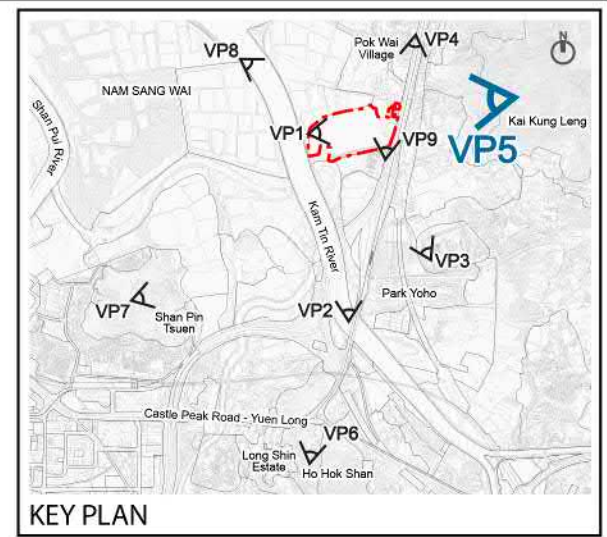 VP8
Pok Wai
Village
VP4
N
NAM SANG WAI
Kai Kung Leng
VP1
VP9
VP5
Shan Pui River
Kam Tin River
VP3
Park Yoho
VP7
Shan Pin
Tsuen
VP2
Castle Peak Road - Yuen Long
VP6
Long Shin
Estate
Ho Hok Shan
KEY PLAN